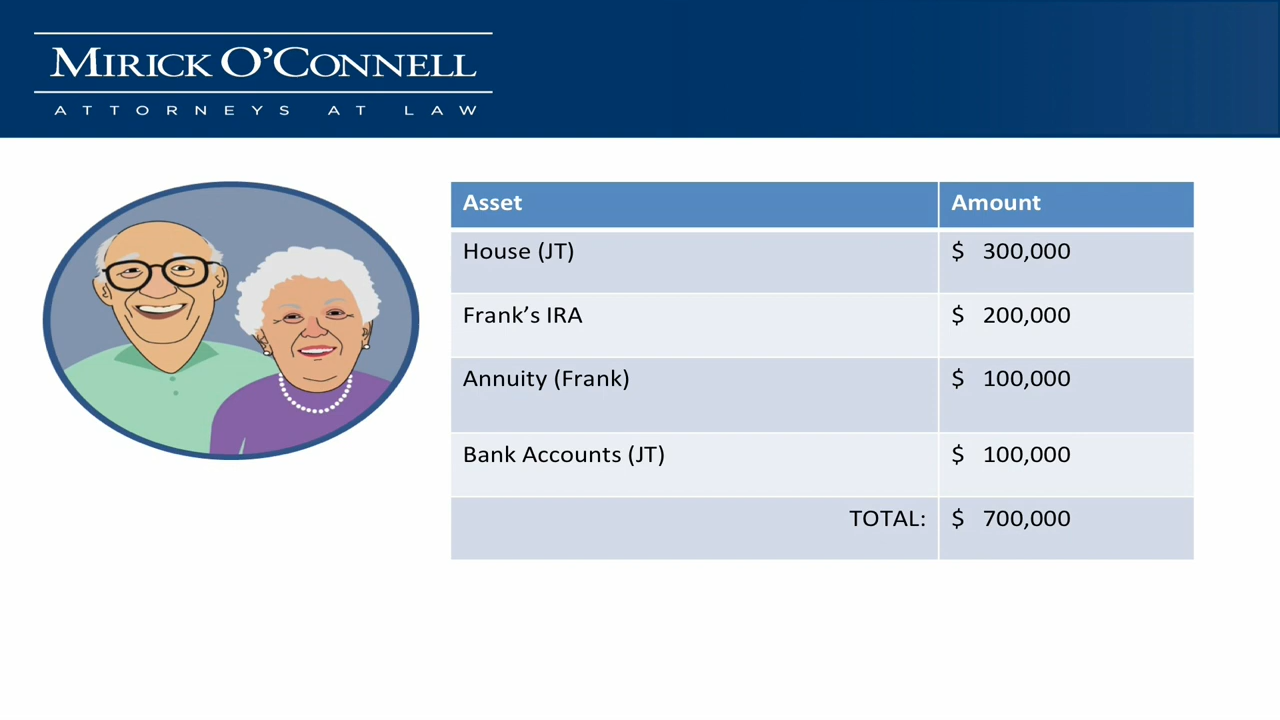 MIRICK O’CONNELL
ATTORNEYS AT LAW
Asset Amount
House (JT) $ 300,000
Frank’s IRA $ 200,000
Annuity (Frank) $ 100,000
Bank Accounts (JT) $ 100,000
TOTAL: $ 700,000